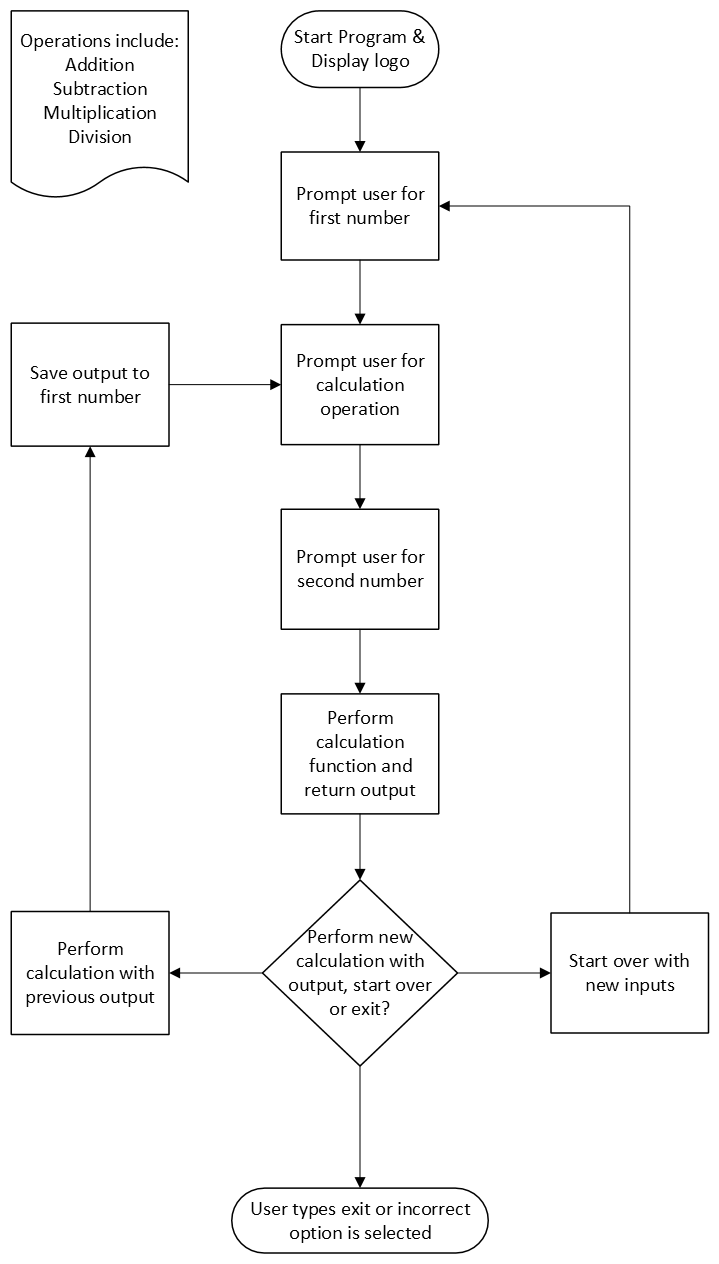 Operations include:
Addition
Subtraction
Multiplication
Division
Start Program &
Display logo
Prompt user for
first number
Save output to
first number
Prompt user for
calculation
operation
Prompt user for
second number
Perform
calculation
function and
return output
Perform
calculation with
previous output
Perform new
calculation with
output, start over
or exit?
Start over with
new inputs
User types exit or incorrect
option is selected